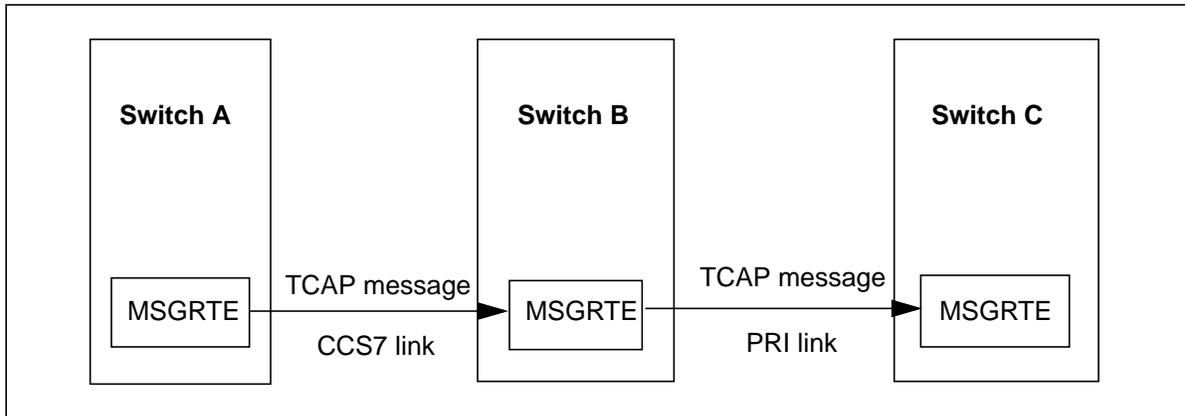 Switch A
Switch B
Switch C
TCAP message
TCAP message
MSGRTE
MSGRTE
MSGRTE
CCS7 link
PRI link